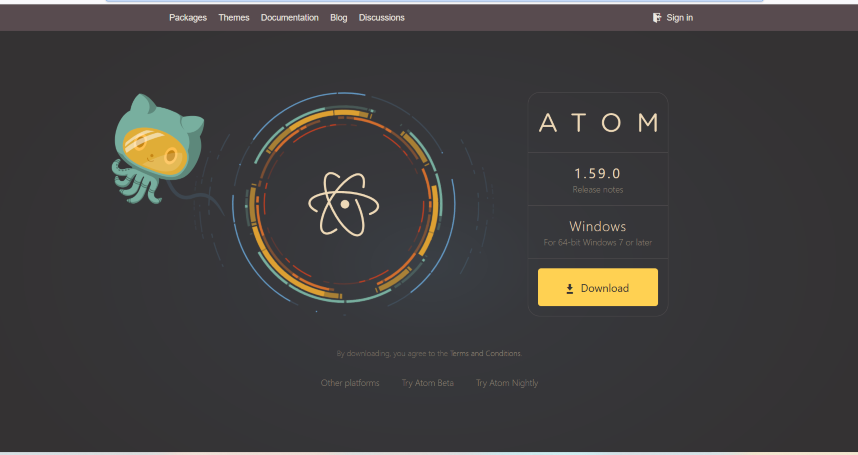 Packages Themes Documentation Blog Discussions Sign in
ATOM
1.59.0
Release notes
Windows
For 64-bit Windows 7 or later
Download
By downloading, you agree to the Terms and Conditions.
Other platforms Try Atom Beta Try Atom Nightly